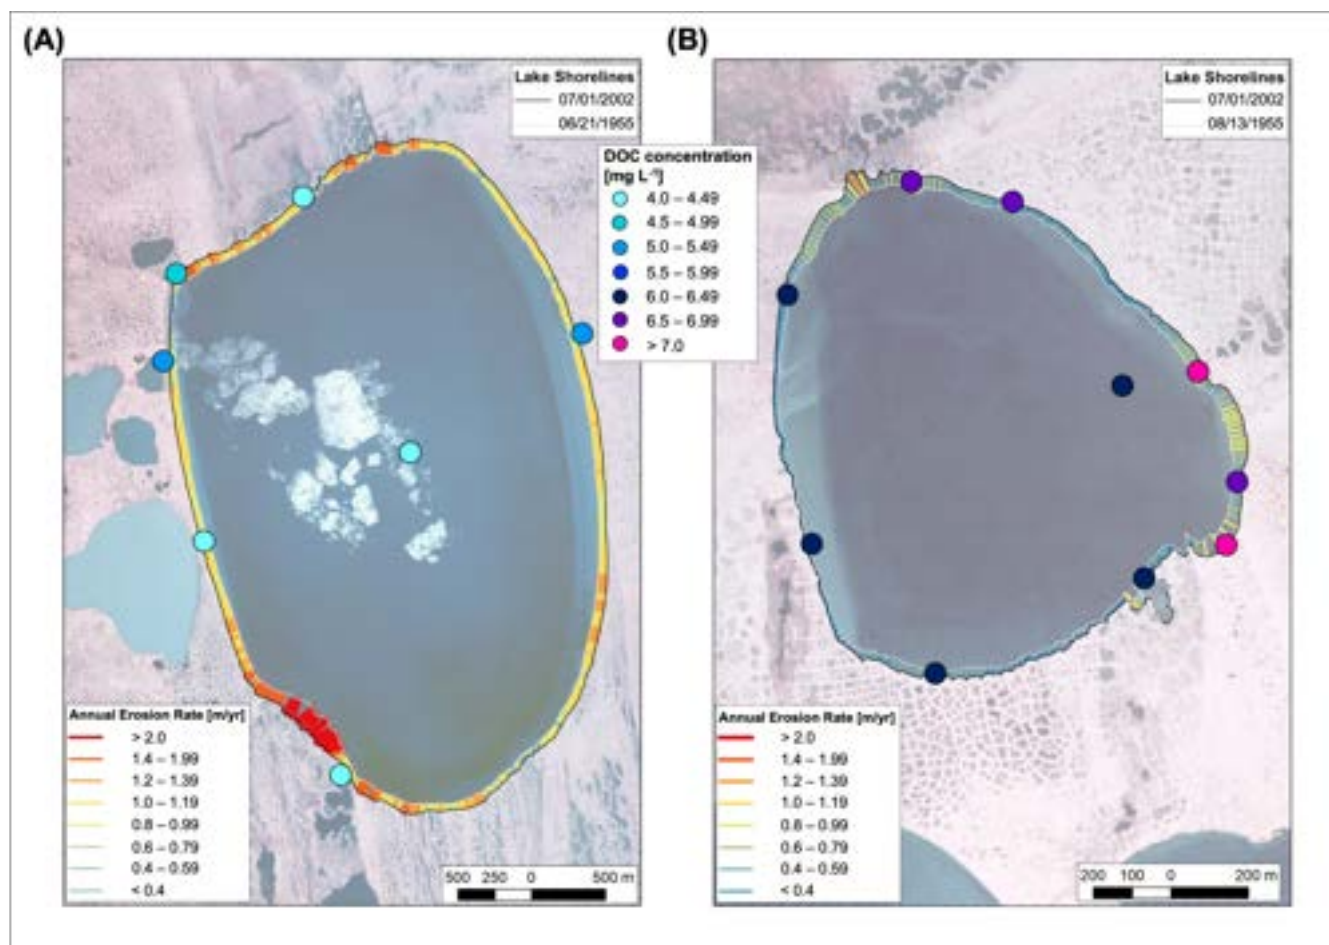 (A)
Lake Shorelines
07/01/2002
06/21/1955
DOC concentration
[mg L⁻¹]
4.0 – 4.49
4.5 – 4.99
5.0 – 5.49
5.5 – 5.99
6.0 – 6.49
6.5 – 6.99
> 7.0
Annual Erosion Rate [m/yr]
> 2.0
1.4 – 1.99
1.2 – 1.39
1.0 – 1.19
0.8 – 0.99
0.6 – 0.79
0.4 – 0.59
< 0.4
500 250 0 500 m
(B)
Lake Shorelines
07/01/2002
08/13/1955
Annual Erosion Rate [m/yr]
> 2.0
1.4 – 1.99
1.2 – 1.39
1.0 – 1.19
0.8 – 0.99
0.6 – 0.79
0.4 – 0.59
< 0.4
200 100 0 200 m